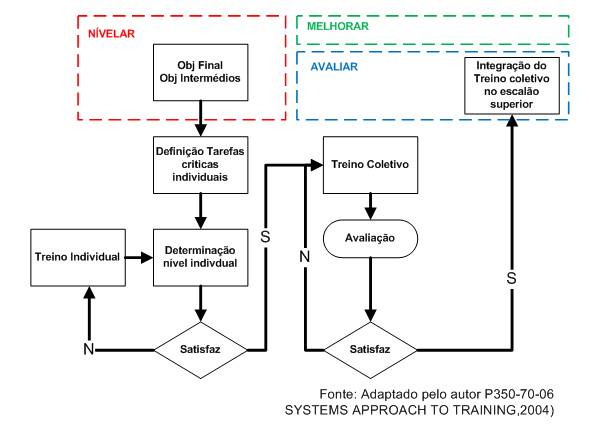 NÍVELAR
MELHORAR
AVALIAR
Obj Final
Obj Intermédios
Integração do
Treino coletivo
no escalão
superior
Definição Tarefas
criticas
individuais
Treino Coletivo
Treino Individual
Determinação
nível indivdual
S
Avaliação
N
S
N
Satisfaz
Satisfaz
Fonte: Adaptado pelo autor P350-70-06
SYSTEMS APPROACH TO TRAINING,2004)